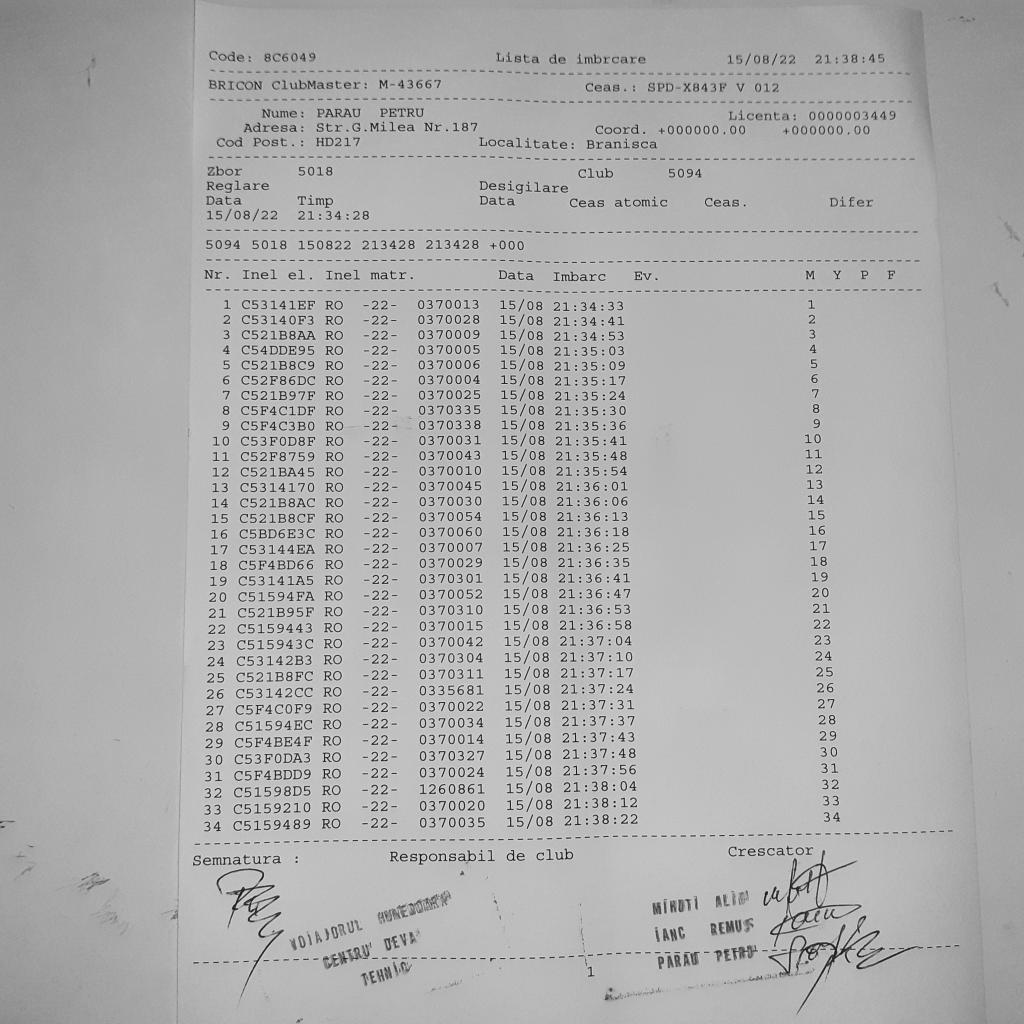 Code: 8C6049 Lista de imbrcare 15/08/22 21:38:45
BRICON ClubMaster: M-43667 Ceas.: SPD-X843F V 012
Nume: PARAU PETRU Licenta: 0000003449
Adresa: Str.G.Milea Nr.187 Coord. +000000.00 +000000.00
Cod Post.: HD217 Localitate: Branisca
Zbor 5018 Club 5094
Reglare Desigilare
Data Timp Data Ceas atomic Ceas. Difer
15/08/22 21:34:28
5094 5018 150822 213428 213428 +000
Nr. Inel el. Inel matr. Data Imbarc Ev. M Y P F
1 C53141EF RO -22- 0370013 15/08 21:34:33 1
2 C53140F3 RO -22- 0370028 15/08 21:34:41 2
3 C521B8AA RO -22- 0370009 15/08 21:34:53 3
4 C54DDE95 RO -22- 0370005 15/08 21:35:03 4
5 C521B8C9 RO -22- 0370006 15/08 21:35:09 5
6 C52F86DC RO -22- 0370004 15/08 21:35:17 6
7 C521B97F RO -22- 0370025 15/08 21:35:24 7
8 C5F4C1DF RO -22- 0370335 15/08 21:35:30 8
9 C5F4C3B0 RO -22- 0370338 15/08 21:35:36 9
10 C53F0D8F RO -22- 0370031 15/08 21:35:41 10
11 C52F8759 RO -22- 0370043 15/08 21:35:48 11
12 C521BA45 RO -22- 0370010 15/08 21:35:54 12
13 C5314170 RO -22- 0370045 15/08 21:36:01 13
14 C521B8AC RO -22- 0370030 15/08 21:36:06 14
15 C521B8CF RO -22- 0370054 15/08 21:36:13 15
16 C5BD6E3C RO -22- 0370060 15/08 21:36:18 16
17 C53144EA RO -22- 0370007 15/08 21:36:25 17
18 C5F4BD66 RO -22- 0370029 15/08 21:36:35 18
19 C53141A5 RO -22- 0370301 15/08 21:36:41 19
20 C51594FA RO -22- 0370052 15/08 21:36:47 20
21 C521B95F RO -22- 0370310 15/08 21:36:53 21
22 C5159443 RO -22- 0370015 15/08 21:36:58 22
23 C515943C RO -22- 0370042 15/08 21:37:04 23
24 C53142B3 RO -22- 0370304 15/08 21:37:10 24
25 C521B8FC RO -22- 0370311 15/08 21:37:17 25
26 C53142CC RO -22- 0335681 15/08 21:37:24 26
27 C5F4C0F9 RO -22- 0370022 15/08 21:37:31 27
28 C51594EC RO -22- 0370034 15/08 21:37:37 28
29 C5F4BE4F RO -22- 0370014 15/08 21:37:43 29
30 C53F0DA3 RO -22- 0370327 15/08 21:37:48 30
31 C5F4BDD9 RO -22- 0370024 15/08 21:37:56 31
32 C51598D5 RO -22- 1260861 15/08 21:38:04 32
33 C5159210 RO -22- 0370020 15/08 21:38:12 33
34 C5159489 RO -22- 0370035 15/08 21:38:22 34
Semnatura : Responsabil de club Crescator
VOIAJORUL HUNEDOARA
CENTRU DEVA
TEHNIC
MIHUTI ALIN
IANC REMUS
PARAU PETRU
1